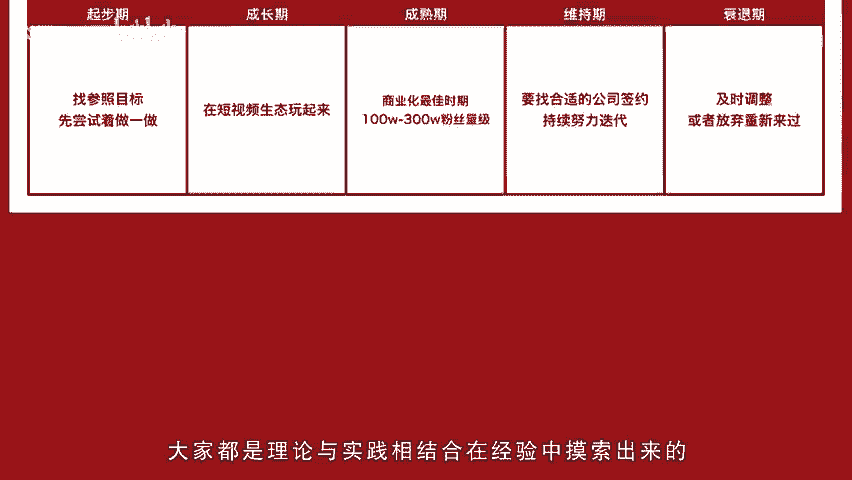 起步期
成长期
成熟期
维持期
衰退期
找参照目标
先尝试着做一做
在短视频生态玩起来
商业化最佳时期
100w-300w粉丝量级
要找合适的公司签约
持续努力迭代
及时调整
或者放弃重新来过
大家都是理论与实践相结合在经验中摸索出来的